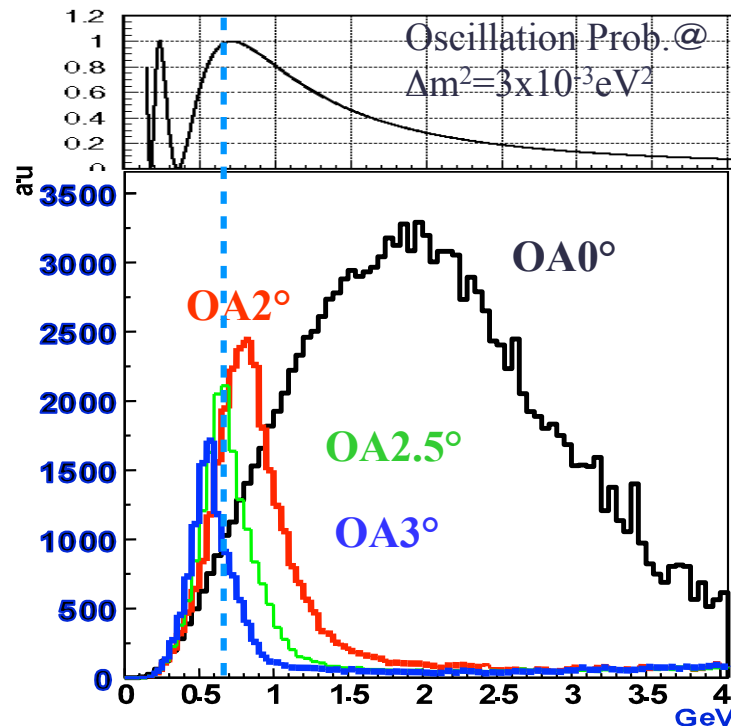 1.2
1
0.8
0.6
0.4
0.2
0
Oscillation Prob.@
Δm²=3x10⁻³eV²
a.u
3500
3000
2500
2000
1500
1000
500
0
OA0°
OA2°
OA2.5°
OA3°
0 0.5 1 1.5 2 2.5 3 3.5 4
GeV